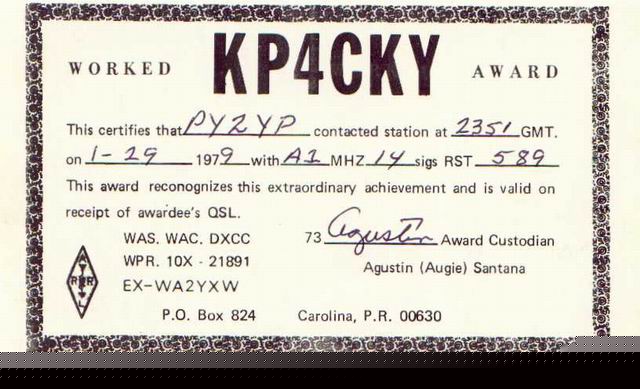 WORKED KP4CKY AWARD
This certifies that PY2YP contacted station at 2351 GMT.
on 1-29 1979 with A1 MHZ 14 sigs RST 589
This award reconognizes this extraordinary achievement and is valid on
receipt of awardee's QSL.
WAS. WAC. DXCC
WPR. 10X - 21891
EX-WA2YXW
73 Agustin Award Custodian
Agustin (Augie) Santana
P.O. Box 824 Carolina, P.R. 00630